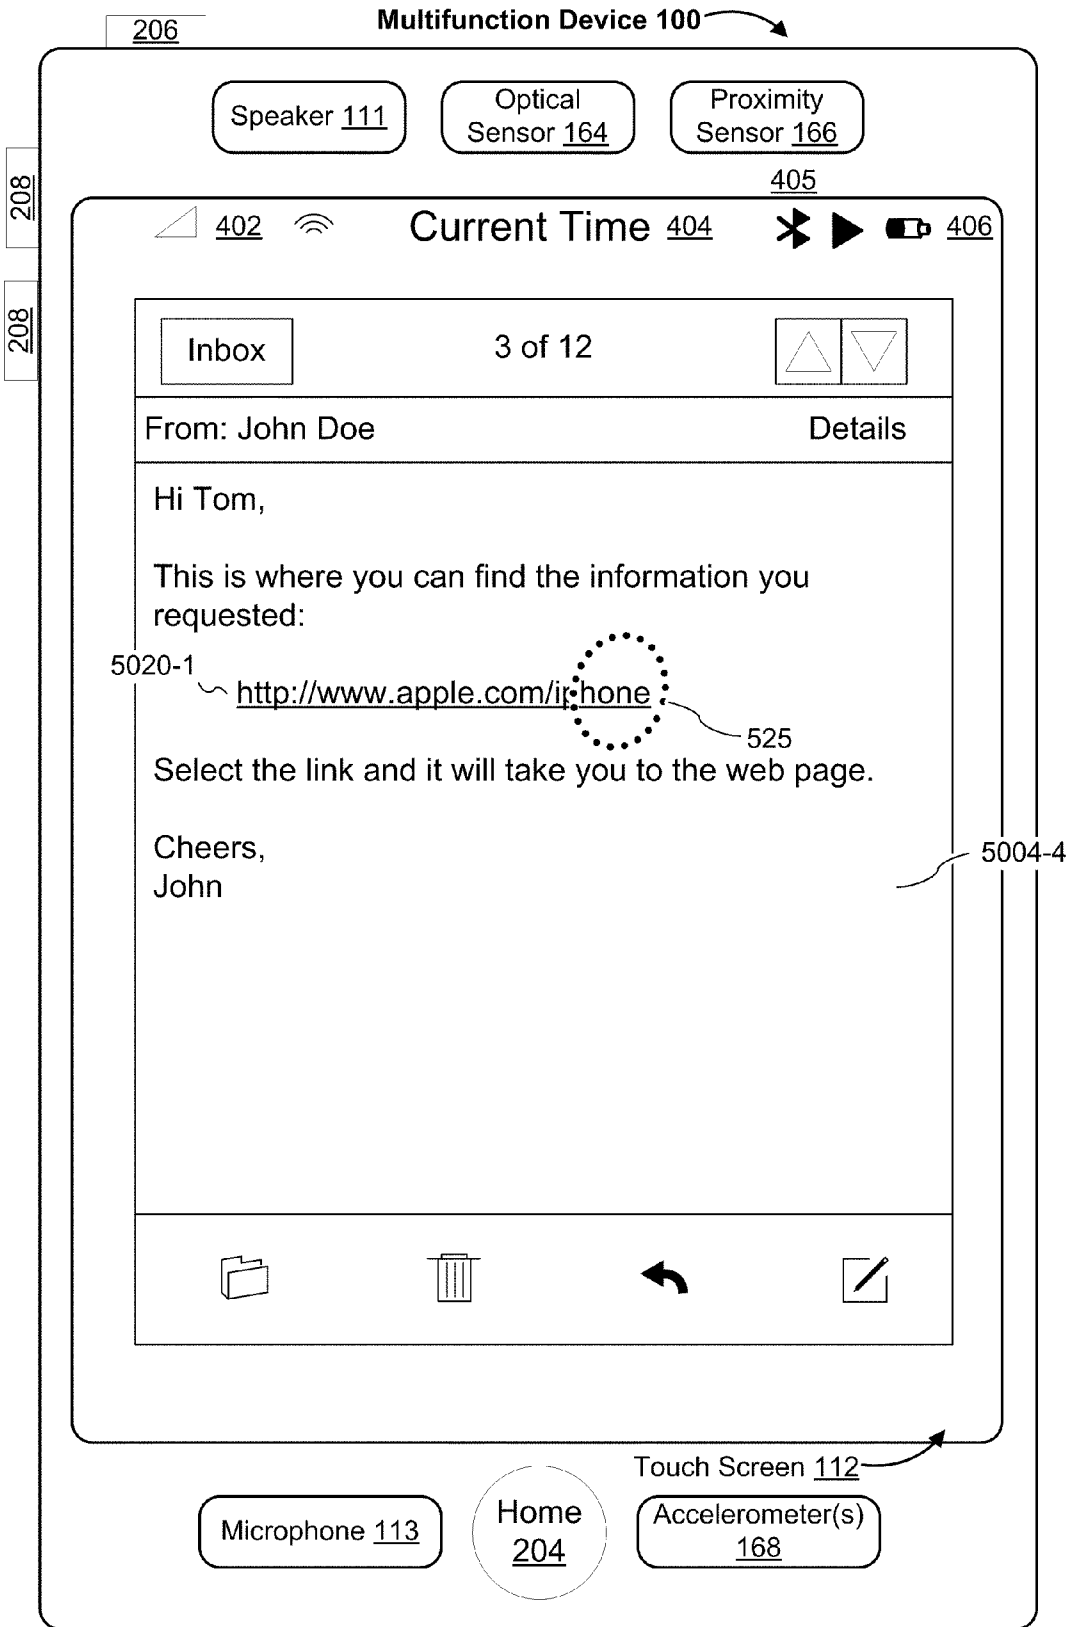 206
Multifunction Device 100
Speaker 111
Optical
Sensor 164
Proximity
Sensor 166
208
405
402
Current Time 404
406
208
Inbox
3 of 12
From: John Doe
Details
Hi Tom,
This is where you can find the information you
requested:
5020-1
http://www.apple.com/iphone
525
Select the link and it will take you to the web page.
Cheers,
5004-4
John
Touch Screen 112
Microphone 113
Home
204
Accelerometer(s)
168